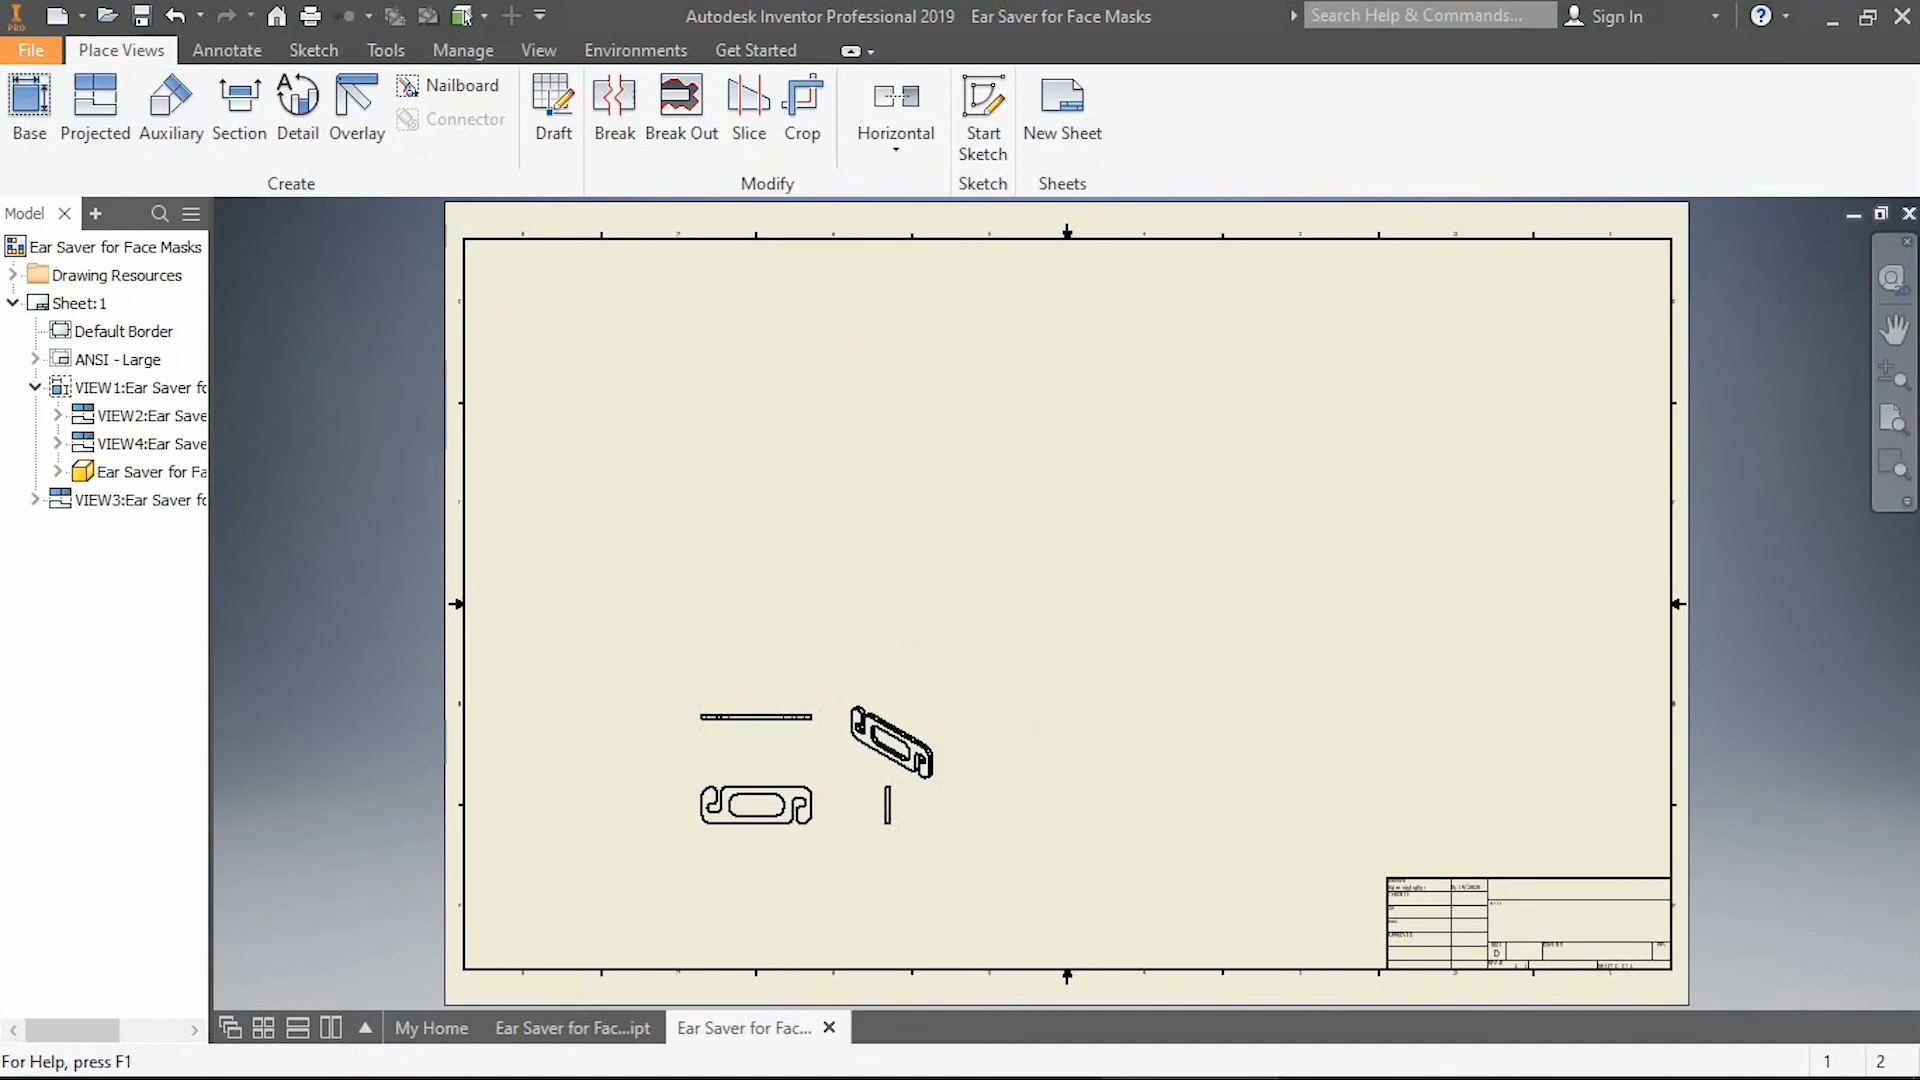 PRO
Autodesk Inventor Professional 2019 Ear Saver for Face Masks
Search Help & Commands...
Sign In
File
Place Views
Annotate
Sketch
Tools
Manage
View
Environments
Get Started
Base
Projected
Auxiliary
Section
Detail
Overlay
Nailboard
Connector
Draft
Break
Break Out
Slice
Crop
Horizontal
Start
Sketch
New Sheet
Create
Modify
Sketch
Sheets
Model
Ear Saver for Face Masks
Drawing Resources
Sheet:1
Default Border
ANSI - Large
VIEW1:Ear Saver fo
VIEW2:Ear Save
VIEW4:Ear Save
Ear Saver for Fa
VIEW3:Ear Saver fo
D
My Home
Ear Saver for Fac...ipt
Ear Saver for Fac...
For Help, press F1
1
2